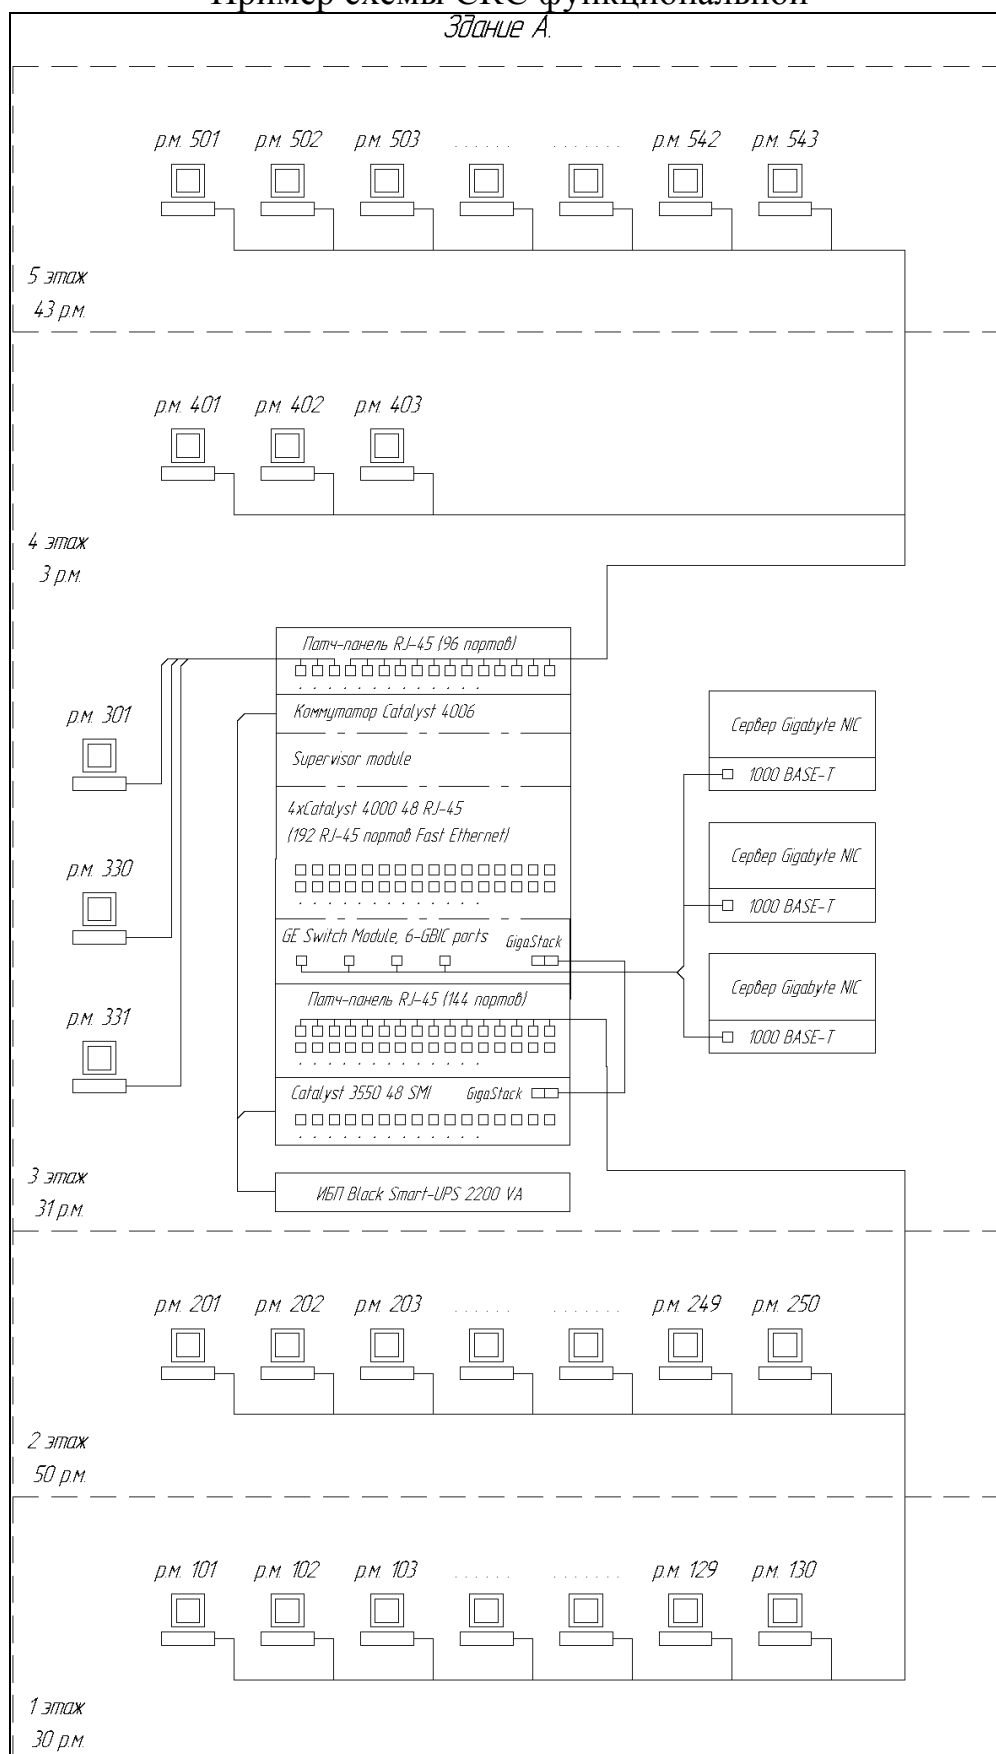 Пример схемы СКС функциональной
Здание А.
р.м. 501 р.м. 502 р.м. 503 ...... ....... р.м. 542 р.м. 543
5 этаж
43 р.м.
р.м. 401 р.м. 402 р.м. 403
4 этаж
3 р.м.
Патч-панель RJ-45 (96 портов)
р.м. 301
Коммутатор Catalyst 4006
Supervisor module
4xCatalyst 4000 48 RJ-45
(192 RJ-45 портов Fast Ethernet)
Сервер Gigabyte NIC
1000 BASE-T
р.м. 330
Сервер Gigabyte NIC
1000 BASE-T
GE Switch Module, 6-GBIC ports GigaStack
Сервер Gigabyte NIC
1000 BASE-T
р.м. 331
Патч-панель RJ-45 (144 портов)
Catalyst 3550 48 SMI GigaStack
ИБП Black Smart-UPS 2200 VA
3 этаж
31 р.м.
р.м. 201 р.м. 202 р.м. 203 ...... ....... р.м. 249 р.м. 250
2 этаж
50 р.м.
р.м. 101 р.м. 102 р.м. 103 ...... ....... р.м. 129 р.м. 130
1 этаж
30 р.м.